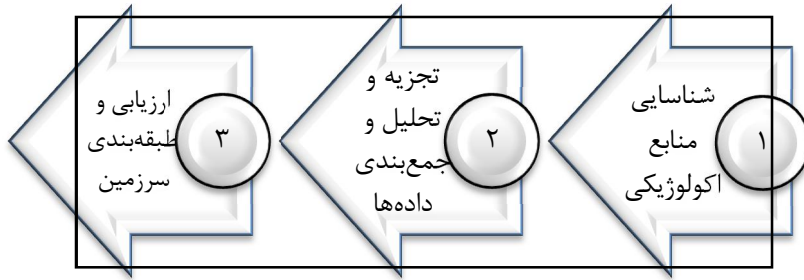 ۱
شناسایی
منابع
اکولوژیکی
۲
تجزیه و
تحلیل و
جمع‌بندی
داده‌ها
۳
ارزیابی و
طبقه‌بندی
سرزمین